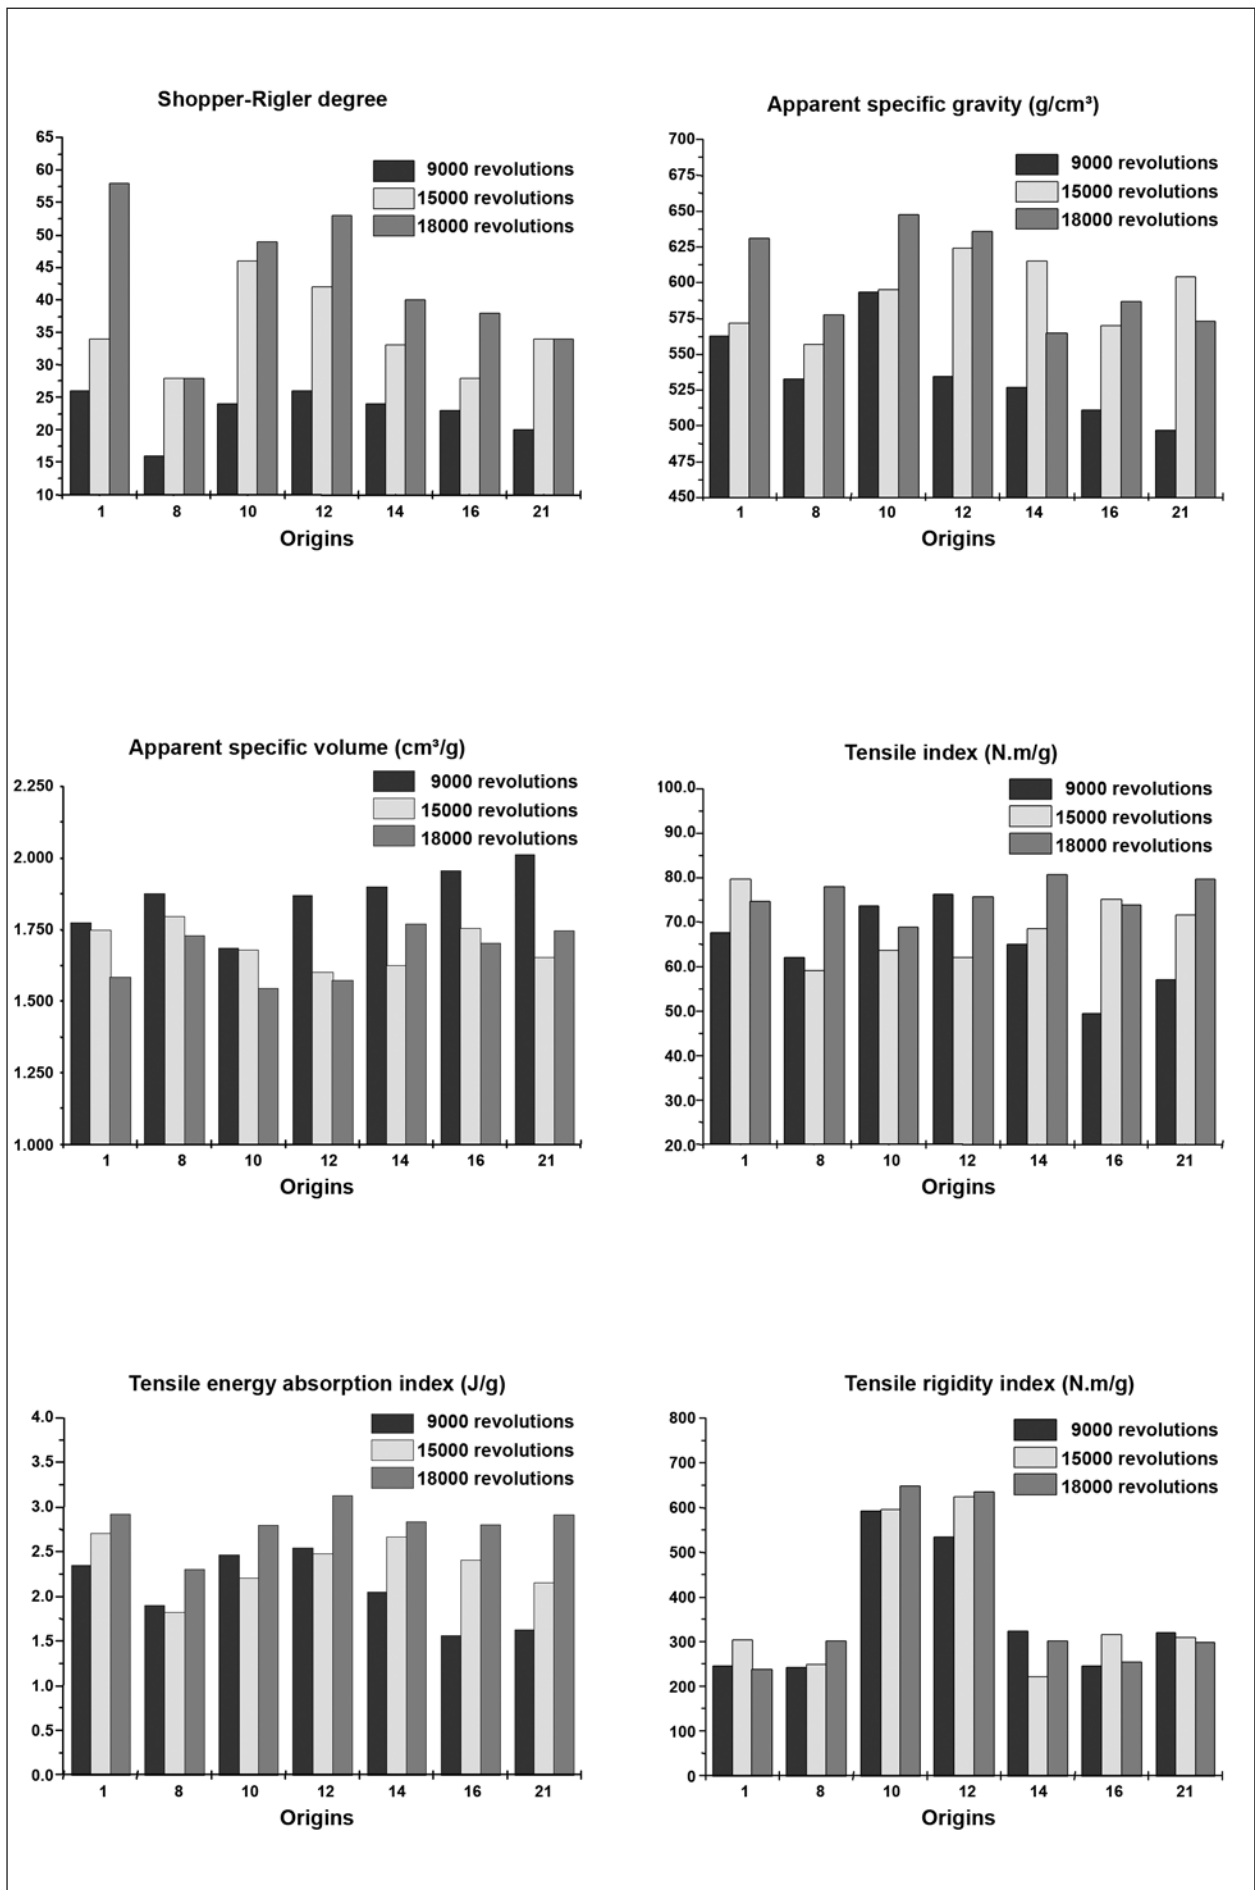 Shopper-Rigler degree
65
60
55
50
45
40
35
30
25
20
15
10
9000 revolutions
15000 revolutions
18000 revolutions
1 8 10 12 14 16 21
Origins
Apparent specific gravity (g/cm³)
700
675
650
625
600
575
550
525
500
475
450
9000 revolutions
15000 revolutions
18000 revolutions
1 8 10 12 14 16 21
Origins
Apparent specific volume (cm³/g)
2.250
2.000
1.750
1.500
1.250
1.000
9000 revolutions
15000 revolutions
18000 revolutions
1 8 10 12 14 16 21
Origins
Tensile index (N.m/g)
100.0
90.0
80.0
70.0
60.0
50.0
40.0
30.0
20.0
9000 revolutions
15000 revolutions
18000 revolutions
1 8 10 12 14 16 21
Origins
Tensile energy absorption index (J/g)
4.0
3.5
3.0
2.5
2.0
1.5
1.0
0.5
0.0
9000 revolutions
15000 revolutions
18000 revolutions
1 8 10 12 14 16 21
Origins
Tensile rigidity index (N.m/g)
800
700
600
500
400
300
200
100
0
9000 revolutions
15000 revolutions
18000 revolutions
1 8 10 12 14 16 21
Origins